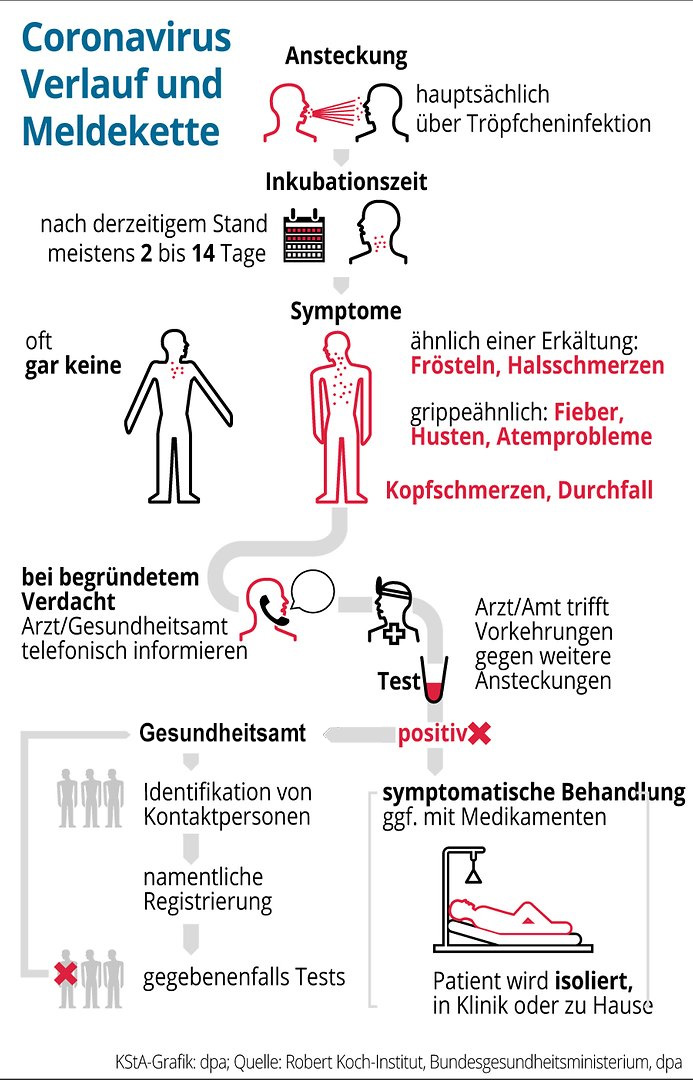 Coronavirus
Verlauf und
Meldekette
Ansteckung
hauptsächlich
über Tröpfcheninfektion
Inkubationszeit
nach derzeitigem Stand
meistens 2 bis 14 Tage
Symptome
oft
gar keine
ähnlich einer Erkältung:
Frösteln, Halsschmerzen
grippeähnlich: Fieber,
Husten, Atemprobleme
Kopfschmerzen, Durchfall
bei begründetem
Verdacht
Arzt/Gesundheitsamt
telefonisch informieren
Arzt/Amt trifft
Vorkehrungen
gegen weitere
Ansteckungen
Test
positiv
Gesundheitsamt
Identifikation von
Kontaktpersonen
namentliche
Registrierung
gegebenenfalls Tests
symptomatische Behandlung
ggf. mit Medikamenten
Patient wird isoliert,
in Klinik oder zu Hause
KStA-Grafik: dpa; Quelle: Robert Koch-Institut, Bundesgesundheitsministerium, dpa